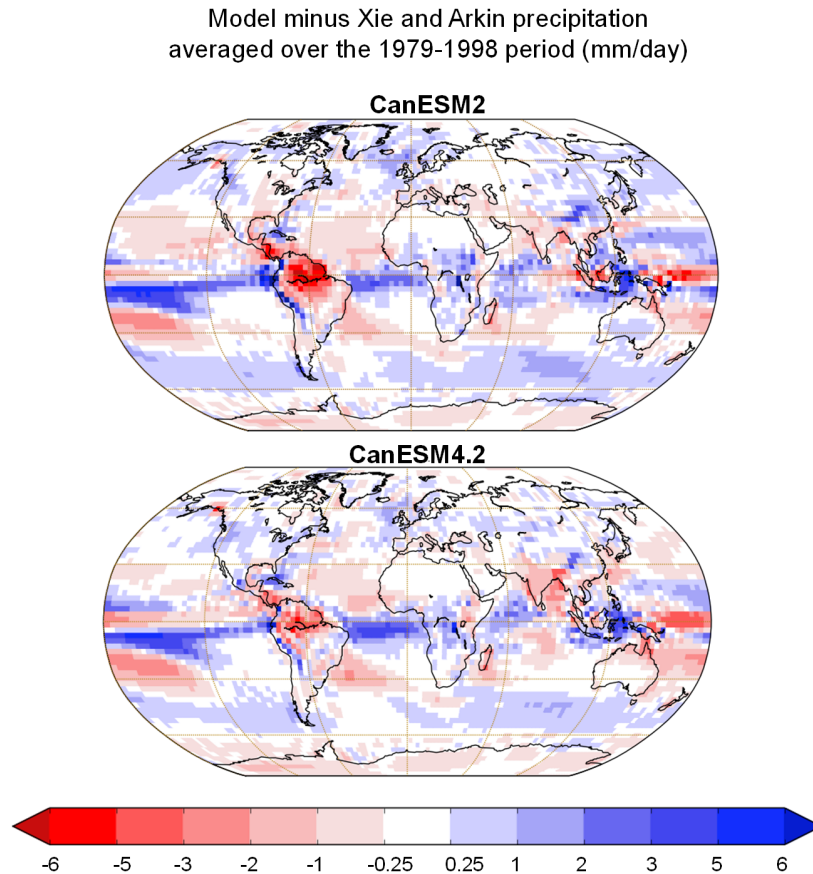 Model minus Xie and Arkin precipitation
averaged over the 1979-1998 period (mm/day)
CanESM2
CanESM4.2
-6 -5 -3 -2 -1 -0.25 0.25 1 2 3 5 6